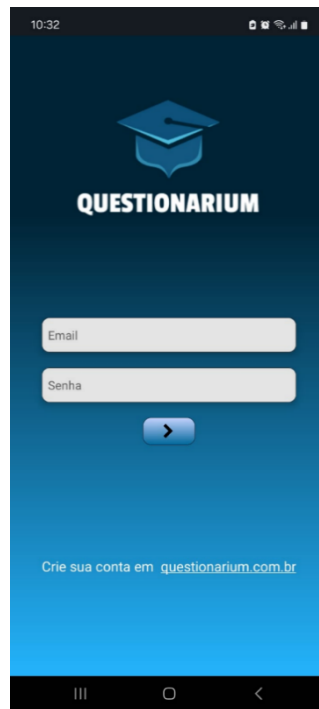 10:32
QUESTIONARIUM
Email
Senha
Crie sua conta em questionarium.com.br